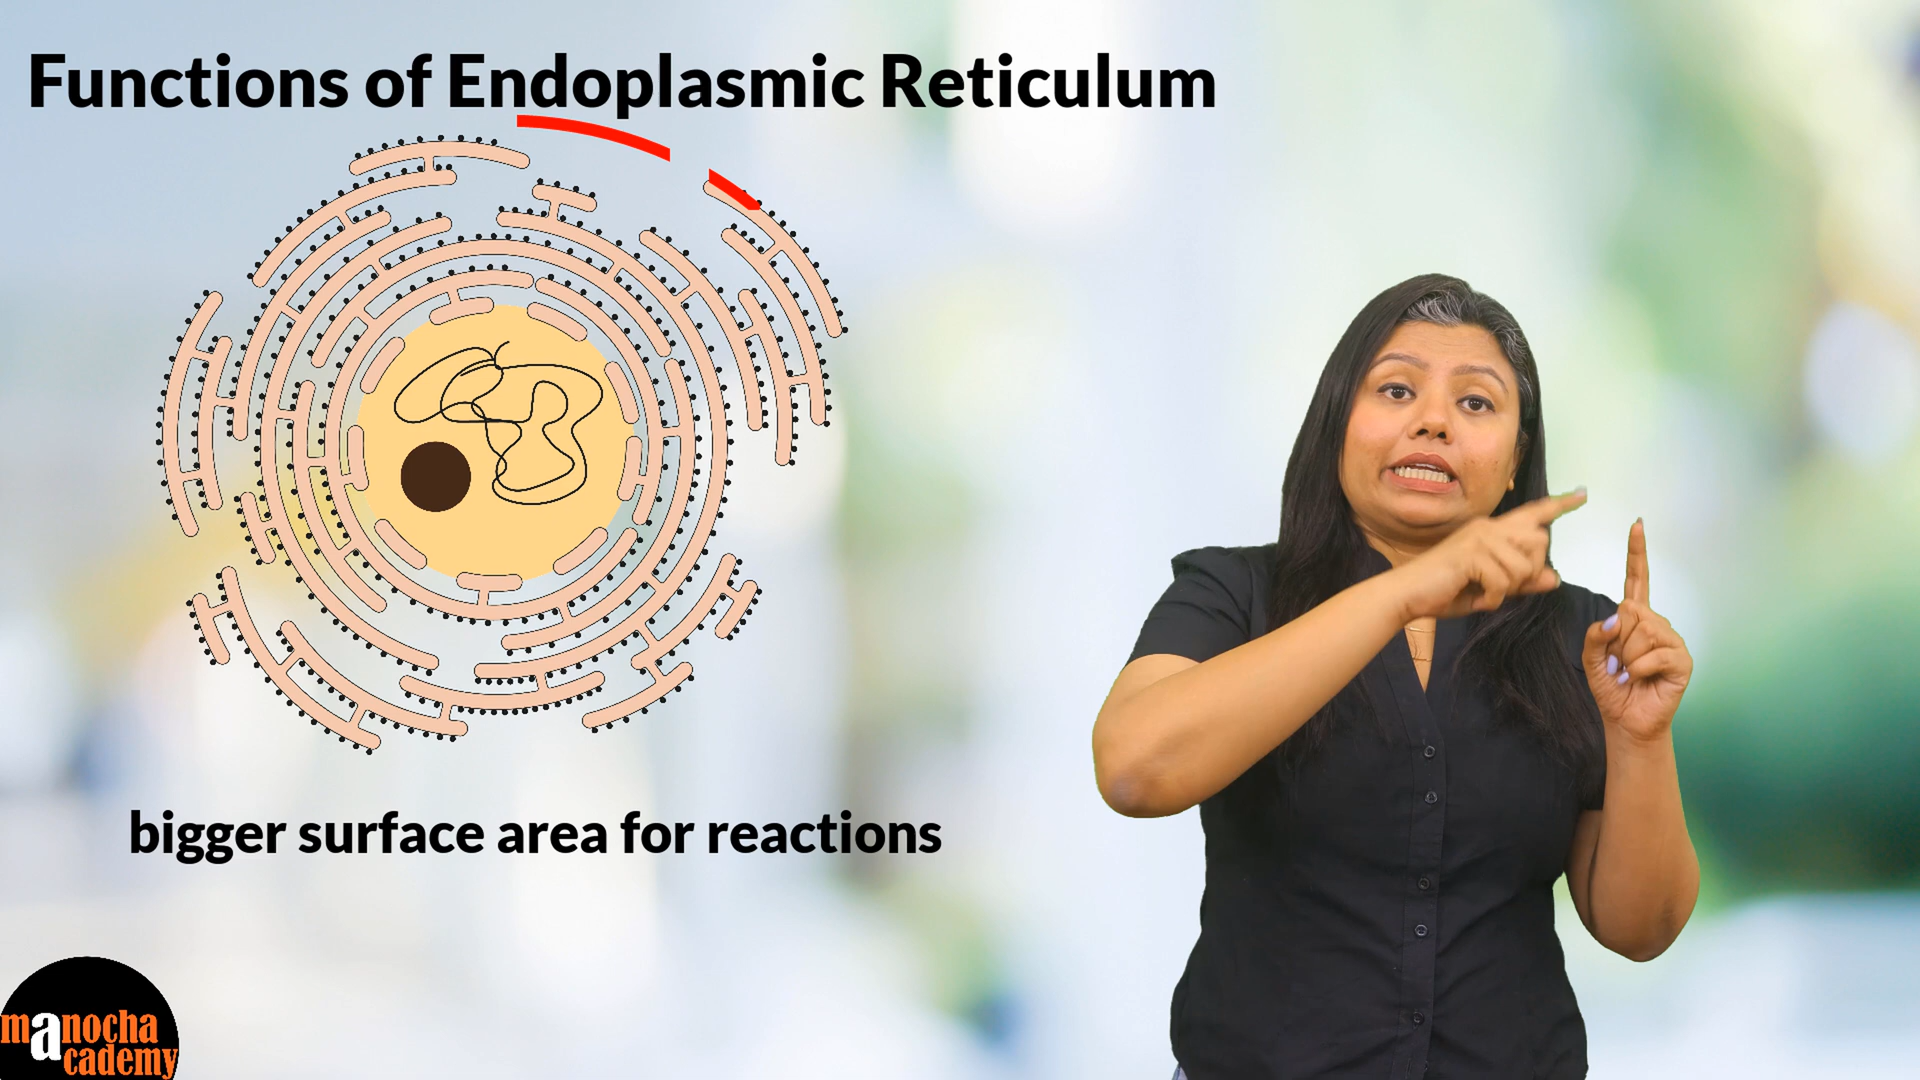 Functions of Endoplasmic Reticulum
bigger surface area for reactions
manocha
academy